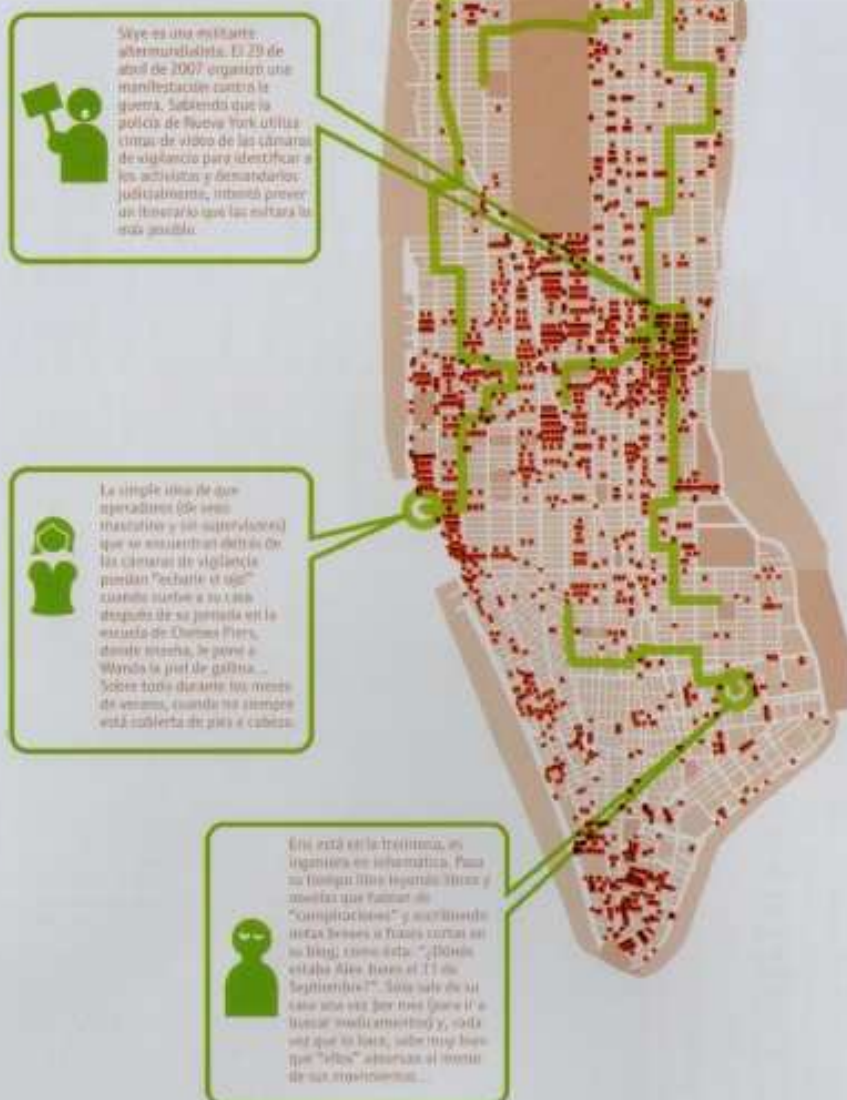 Skye es una militante
altermundialista. El 29 de
abril de 2007 organizó una
manifestación contra la
guerra. Sabiendo que la
policía de Nueva York utiliza
cintas de video de las cámaras
de vigilancia para identificar a
los activistas y demandarlos
judicialmente, intentó prever
un itinerario que las evitara lo
más posible.
La simple idea de que
operadores (de sexo
masculino y sin supervisores)
que se encuentran detrás de
las cámaras de vigilancia
puedan "echarle el ojo"
cuando vuelve a su casa
después de su jornada en la
escuela de Chelsea Piers,
donde enseña, le pone a
Wanda la piel de gallina...
Sobre todo durante los meses
de verano, cuando no siempre
está cubierta de pies a cabeza.
Eric está en la treintena, es
ingeniero en informática. Pasa
su tiempo libre leyendo libros y
novelas que hablan de
"conspiraciones" y escribiendo
notas breves o frases cortas en
su blog, como ésta: "¿Dónde
estaba Alex Jones el 11 de
Septiembre?". Sólo sale de su
casa una vez por mes (para ir a
buscar medicamentos) y, cada
vez que lo hace, sabe muy bien
que "ellos" observan el menor
de sus movimientos...